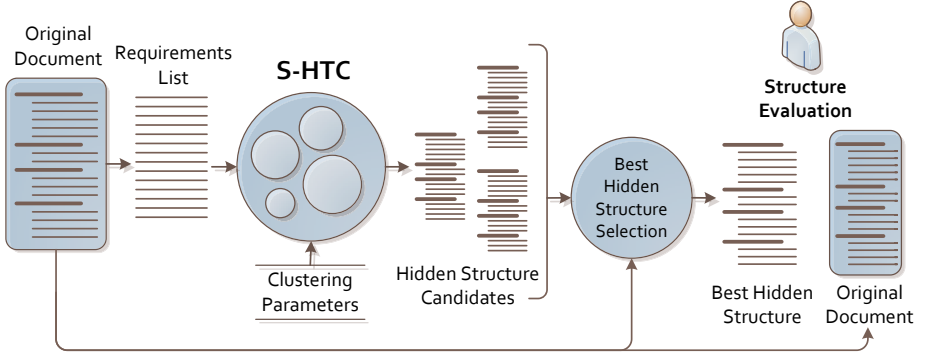 Original
Document
Requirements
List
S-HTC
Clustering
Parameters
Hidden Structure
Candidates
Best
Hidden
Structure
Selection
Structure
Evaluation
Best Hidden
Structure
Original
Document